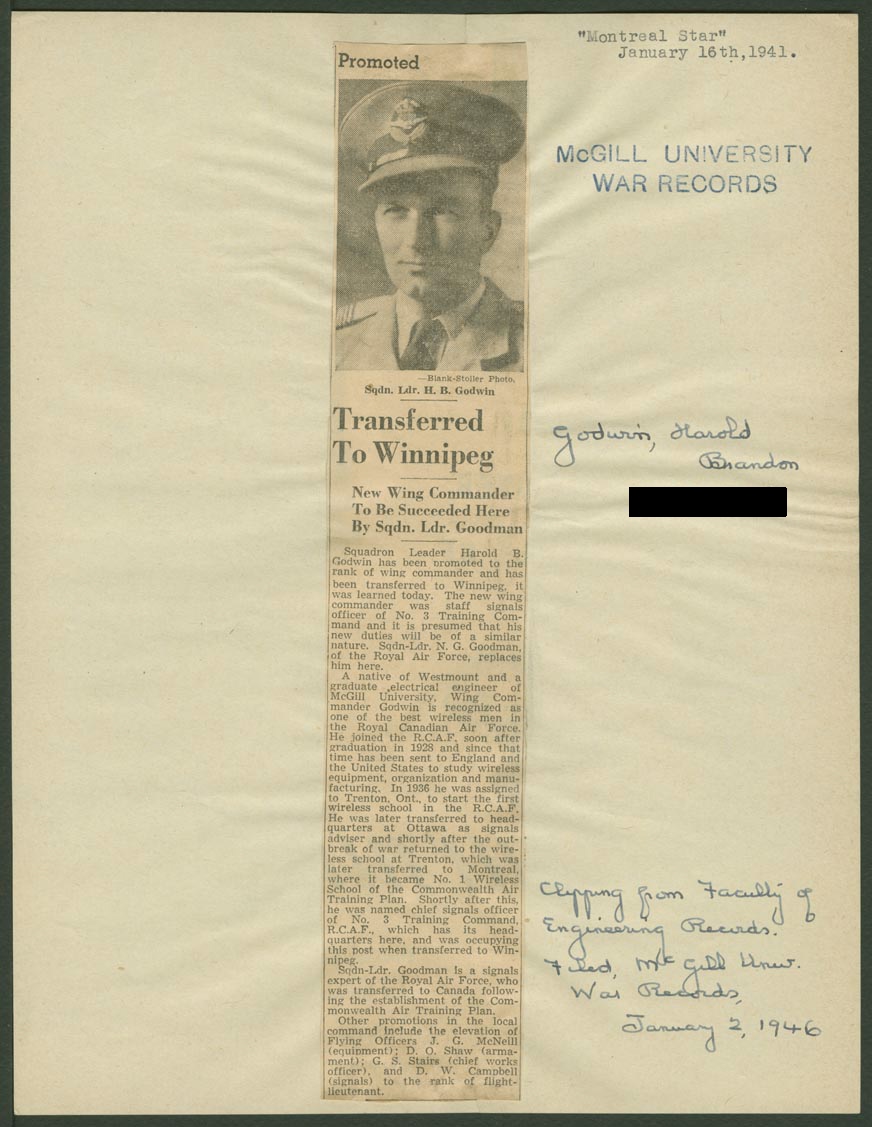 "Montreal Star"
January 16th,1941.
McGILL UNIVERSITY
WAR RECORDS
Promoted
—Blank-Stoller Photo.
Sqdn. Ldr. H. B. Godwin
Transferred
To Winnipeg
New Wing Commander
To Be Succeeded Here
By Sqdn. Ldr. Goodman
Squadron Leader Harold B.
Godwin has been promoted to the
rank of wing commander and has
been transferred to Winnipeg, it
was learned today. The new wing
commander was staff signals
officer of No. 3 Training Com-
mand and it is presumed that his
new duties will be of a similar
nature. Sqdn-Ldr. N. G. Goodman,
of the Royal Air Force, replaces
him here.
A native of Westmount and a
graduate electrical engineer of
McGill University, Wing Com-
mander Godwin is recognized as
one of the best wireless men in
the Royal Canadian Air Force.
He joined the R.C.A.F. soon after
graduation in 1928 and since that
time has been sent to England and
the United States to study wireless
equipment, organization and manu-
facturing. In 1936 he was assigned
to Trenton, Ont., to start the first
wireless school in the R.C.A.F.
He was later transferred to head-
quarters at Ottawa as signals
adviser and shortly after the out-
break of war returned to the wire-
less school at Trenton, which was
later transferred to Montreal,
where it became No. 1 Wireless
School of the Commonwealth Air
Training Plan. Shortly after this,
he was named chief signals officer
of No. 3 Training Command,
R.C.A.F., which has its head-
quarters here, and was occupying
this post when transferred to Win-
nipeg.
Sqdn-Ldr. Goodman is a signals
expert of the Royal Air Force, who
was transferred to Canada follow-
ing the establishment of the Com-
monwealth Air Training Plan.
Other promotions in the local
command include the elevation of
Flying Officers J. G. McNeill
(equipment); D. O. Shaw (arma-
ment); G. S. Stairs (chief works
officer), and D. W. Campbell
(signals) to the rank of flight-
lieutenant.
Godwin, Harold
Brandon
Clipping from Faculty of
Engineering Records.
Filed, McGill Univ.
War Records,
January 2, 1946